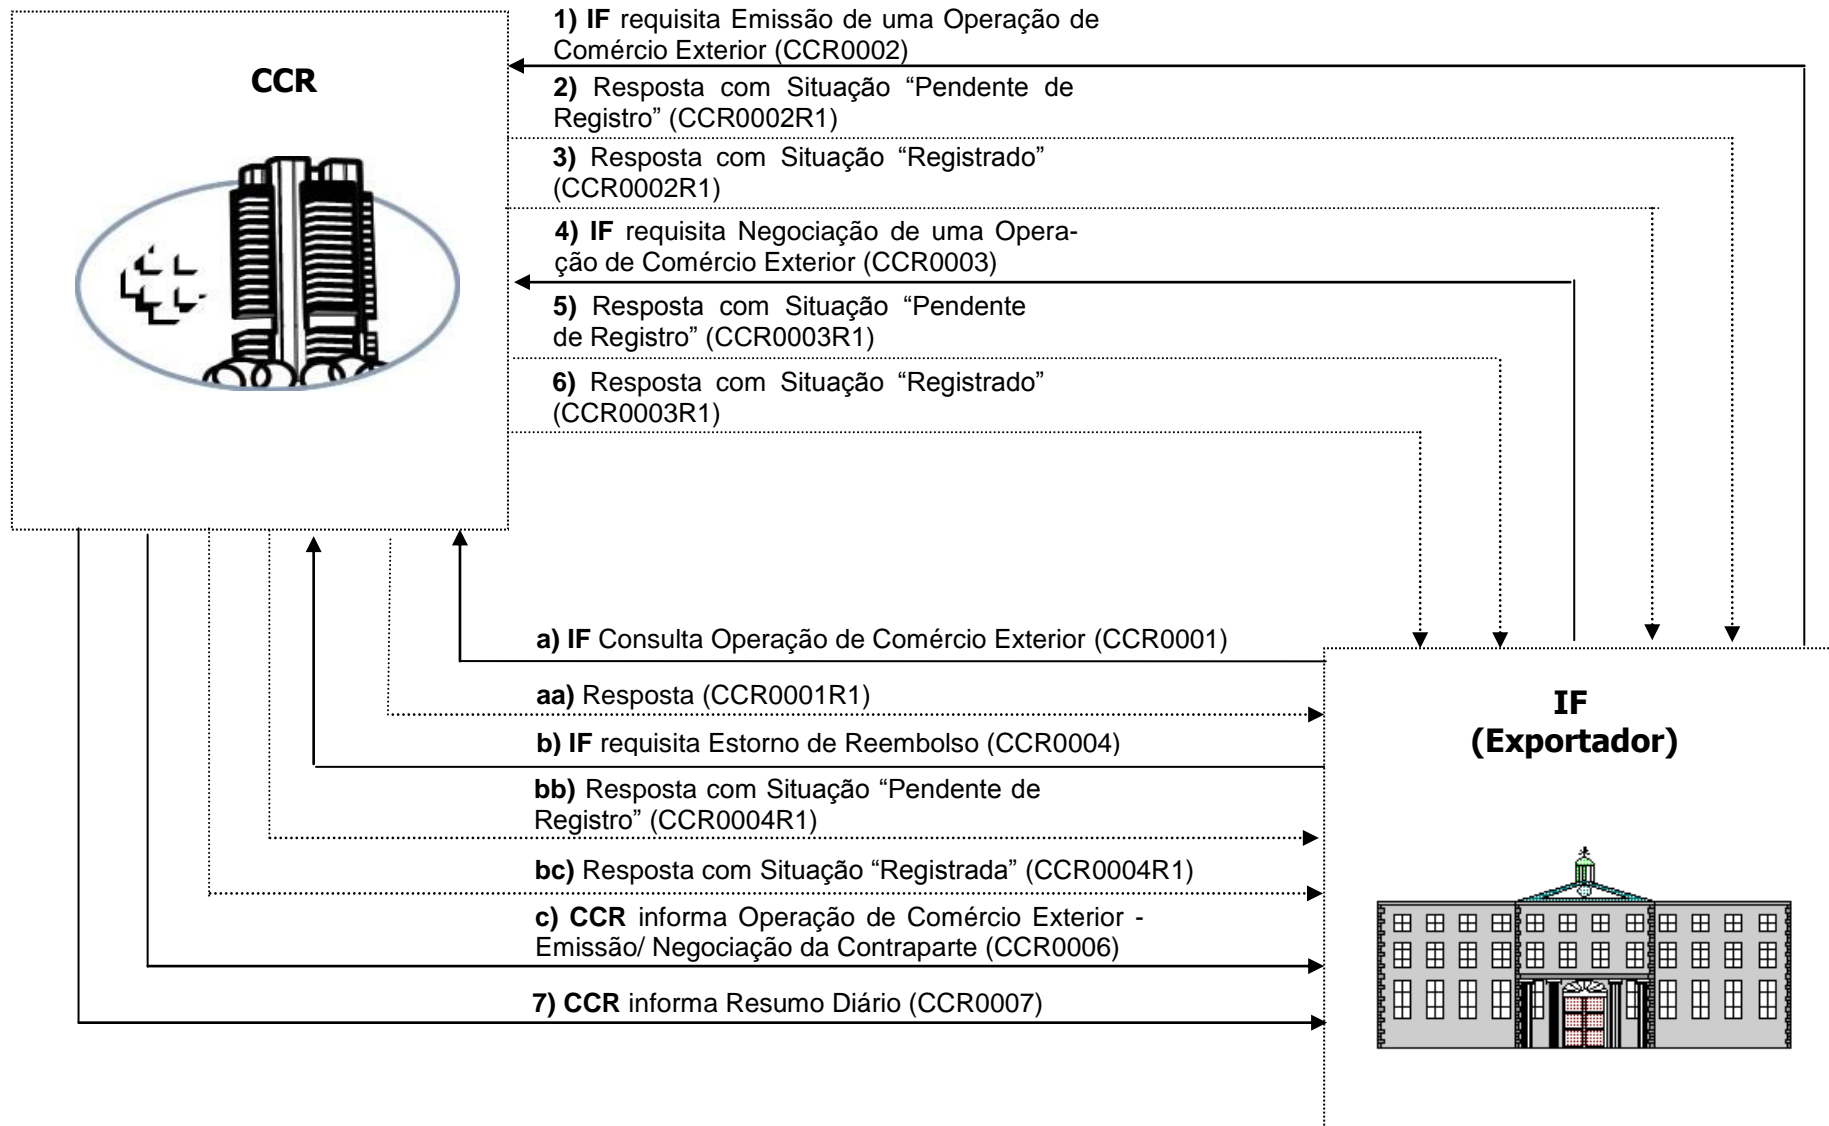 1) IF requisita Emissão de uma Operação de
Comércio Exterior (CCR0002)
CCR
2) Resposta com Situação “Pendente de
Registro” (CCR0002R1)
3) Resposta com Situação “Registrado”
(CCR0002R1)
4) IF requisita Negociação de uma Opera-
ção de Comércio Exterior (CCR0003)
5) Resposta com Situação “Pendente
de Registro” (CCR0003R1)
6) Resposta com Situação “Registrado”
(CCR0003R1)
a) IF Consulta Operação de Comércio Exterior (CCR0001)
aa) Resposta (CCR0001R1)
IF
(Exportador)
b) IF requisita Estorno de Reembolso (CCR0004)
bb) Resposta com Situação “Pendente de
Registro” (CCR0004R1)
bc) Resposta com Situação “Registrada” (CCR0004R1)
c) CCR informa Operação de Comércio Exterior -
Emissão/ Negociação da Contraparte (CCR0006)
7) CCR informa Resumo Diário (CCR0007)